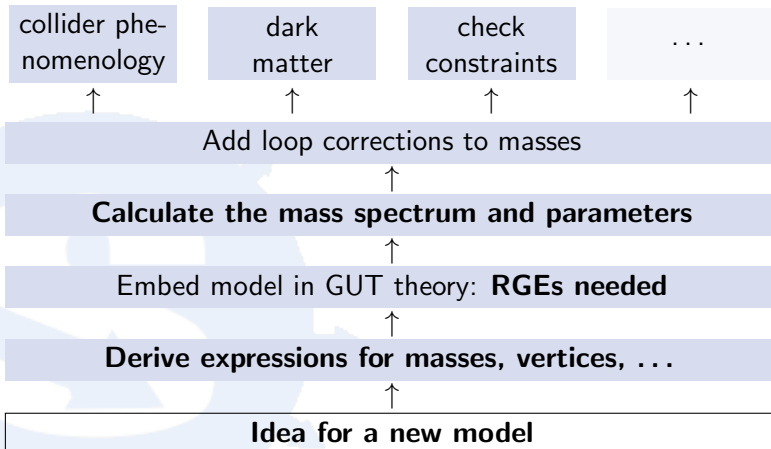 collider phe-
nomenology
dark
matter
check
constraints
. . .
Add loop corrections to masses
Calculate the mass spectrum and parameters
Embed model in GUT theory: RGEs needed
Derive expressions for masses, vertices, . . .
Idea for a new model